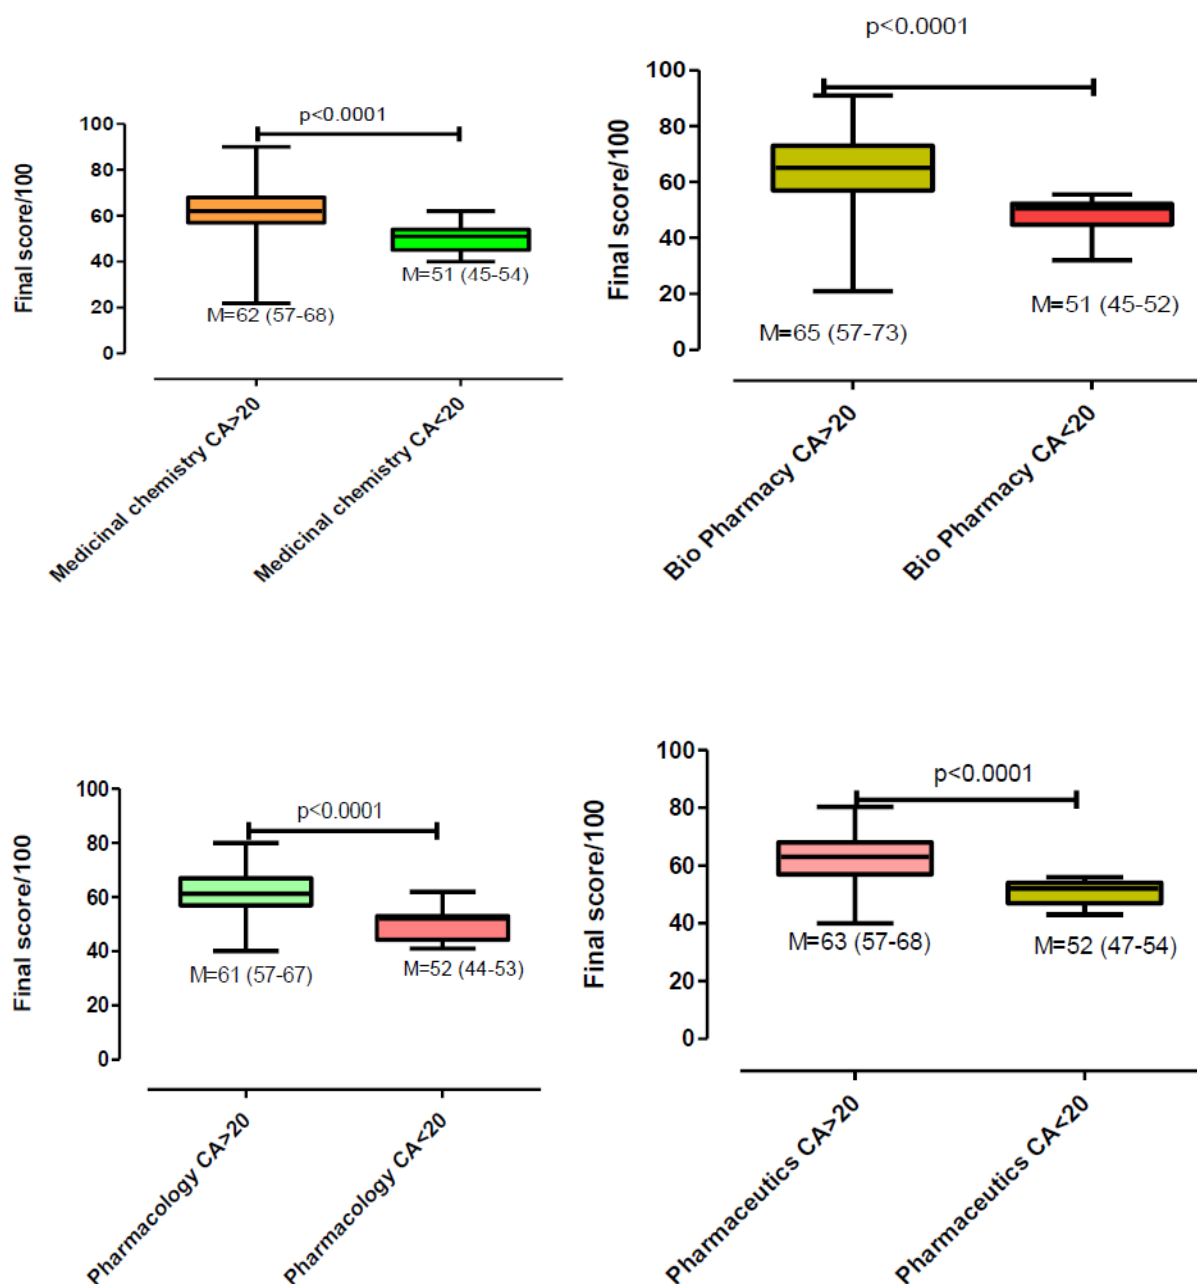 p<0.0001
100
80
60
40
20
0
Final score/100
M=62 (57-68)
M=51 (45-54)
Medicinal chemistry CA>20
Medicinal chemistry CA<20
p<0.0001
100
80
60
40
20
0
Final score/100
M=65 (57-73)
M=51 (45-52)
Bio Pharmacy CA>20
Bio Pharmacy CA<20
p<0.0001
100
80
60
40
20
0
Final score/100
M=61 (57-67)
M=52 (44-53)
Pharmacology CA>20
Pharmacology CA<20
p<0.0001
100
80
60
40
20
0
Final score/100
M=63 (57-68)
M=52 (47-54)
Pharmaceutics CA>20
Pharmaceutics CA<20